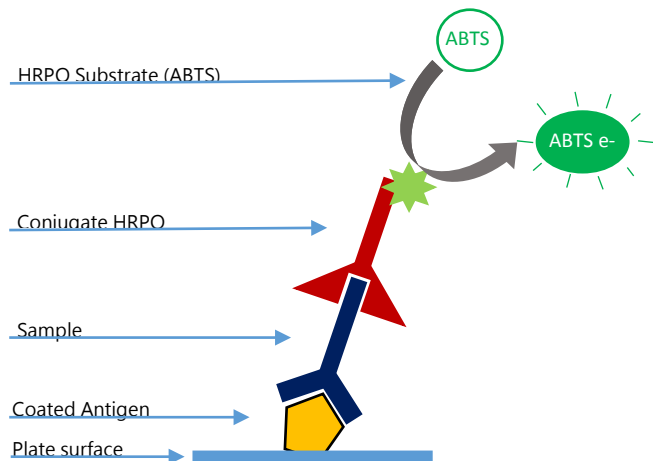 ABTS
HRPO Substrate (ABTS)
ABTS e-
Conjugate HRPO
Sample
Coated Antigen
Plate surface